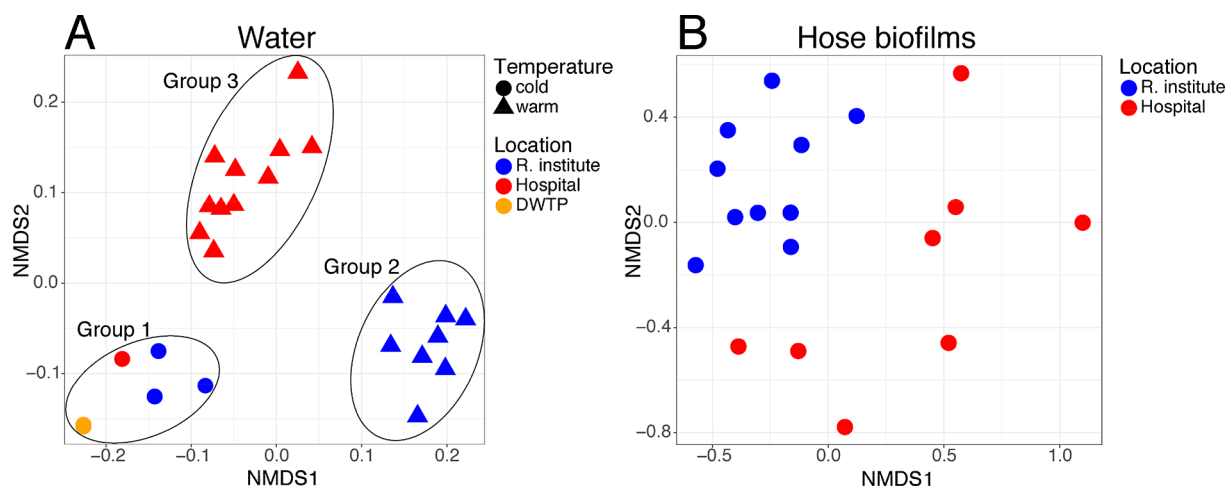 A
Water
Group 3
Group 2
Group 1
0.2
0.1
0.0
−0.1
NMDS2
−0.2
−0.1
0.0
0.1
0.2
NMDS1
Temperature
cold
warm
Location
R. institute
Hospital
DWTP
B
Hose biofilms
0.4
0.0
−0.4
−0.8
NMDS2
−0.5
0.0
0.5
1.0
NMDS1
Location
R. institute
Hospital